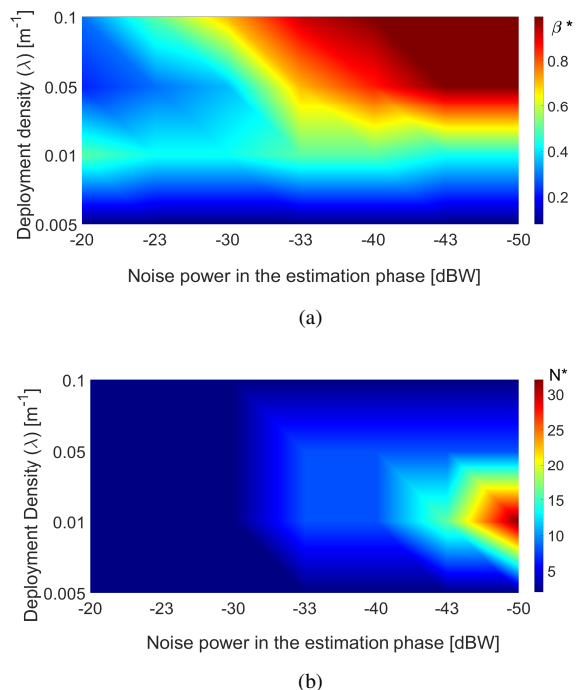 0.1
0.05
0.01
0.005
Deployment density (λ) [m⁻¹]
-20 -23 -30 -33 -40 -43 -50
Noise power in the estimation phase [dBW]
β*
0.8
0.6
0.4
0.2
(a)
0.1
0.05
0.01
0.005
Deployment Density (λ) [m⁻¹]
-20 -23 -30 -33 -40 -43 -50
Noise power in the estimation phase [dBW]
N*
30
25
20
15
10
5
(b)